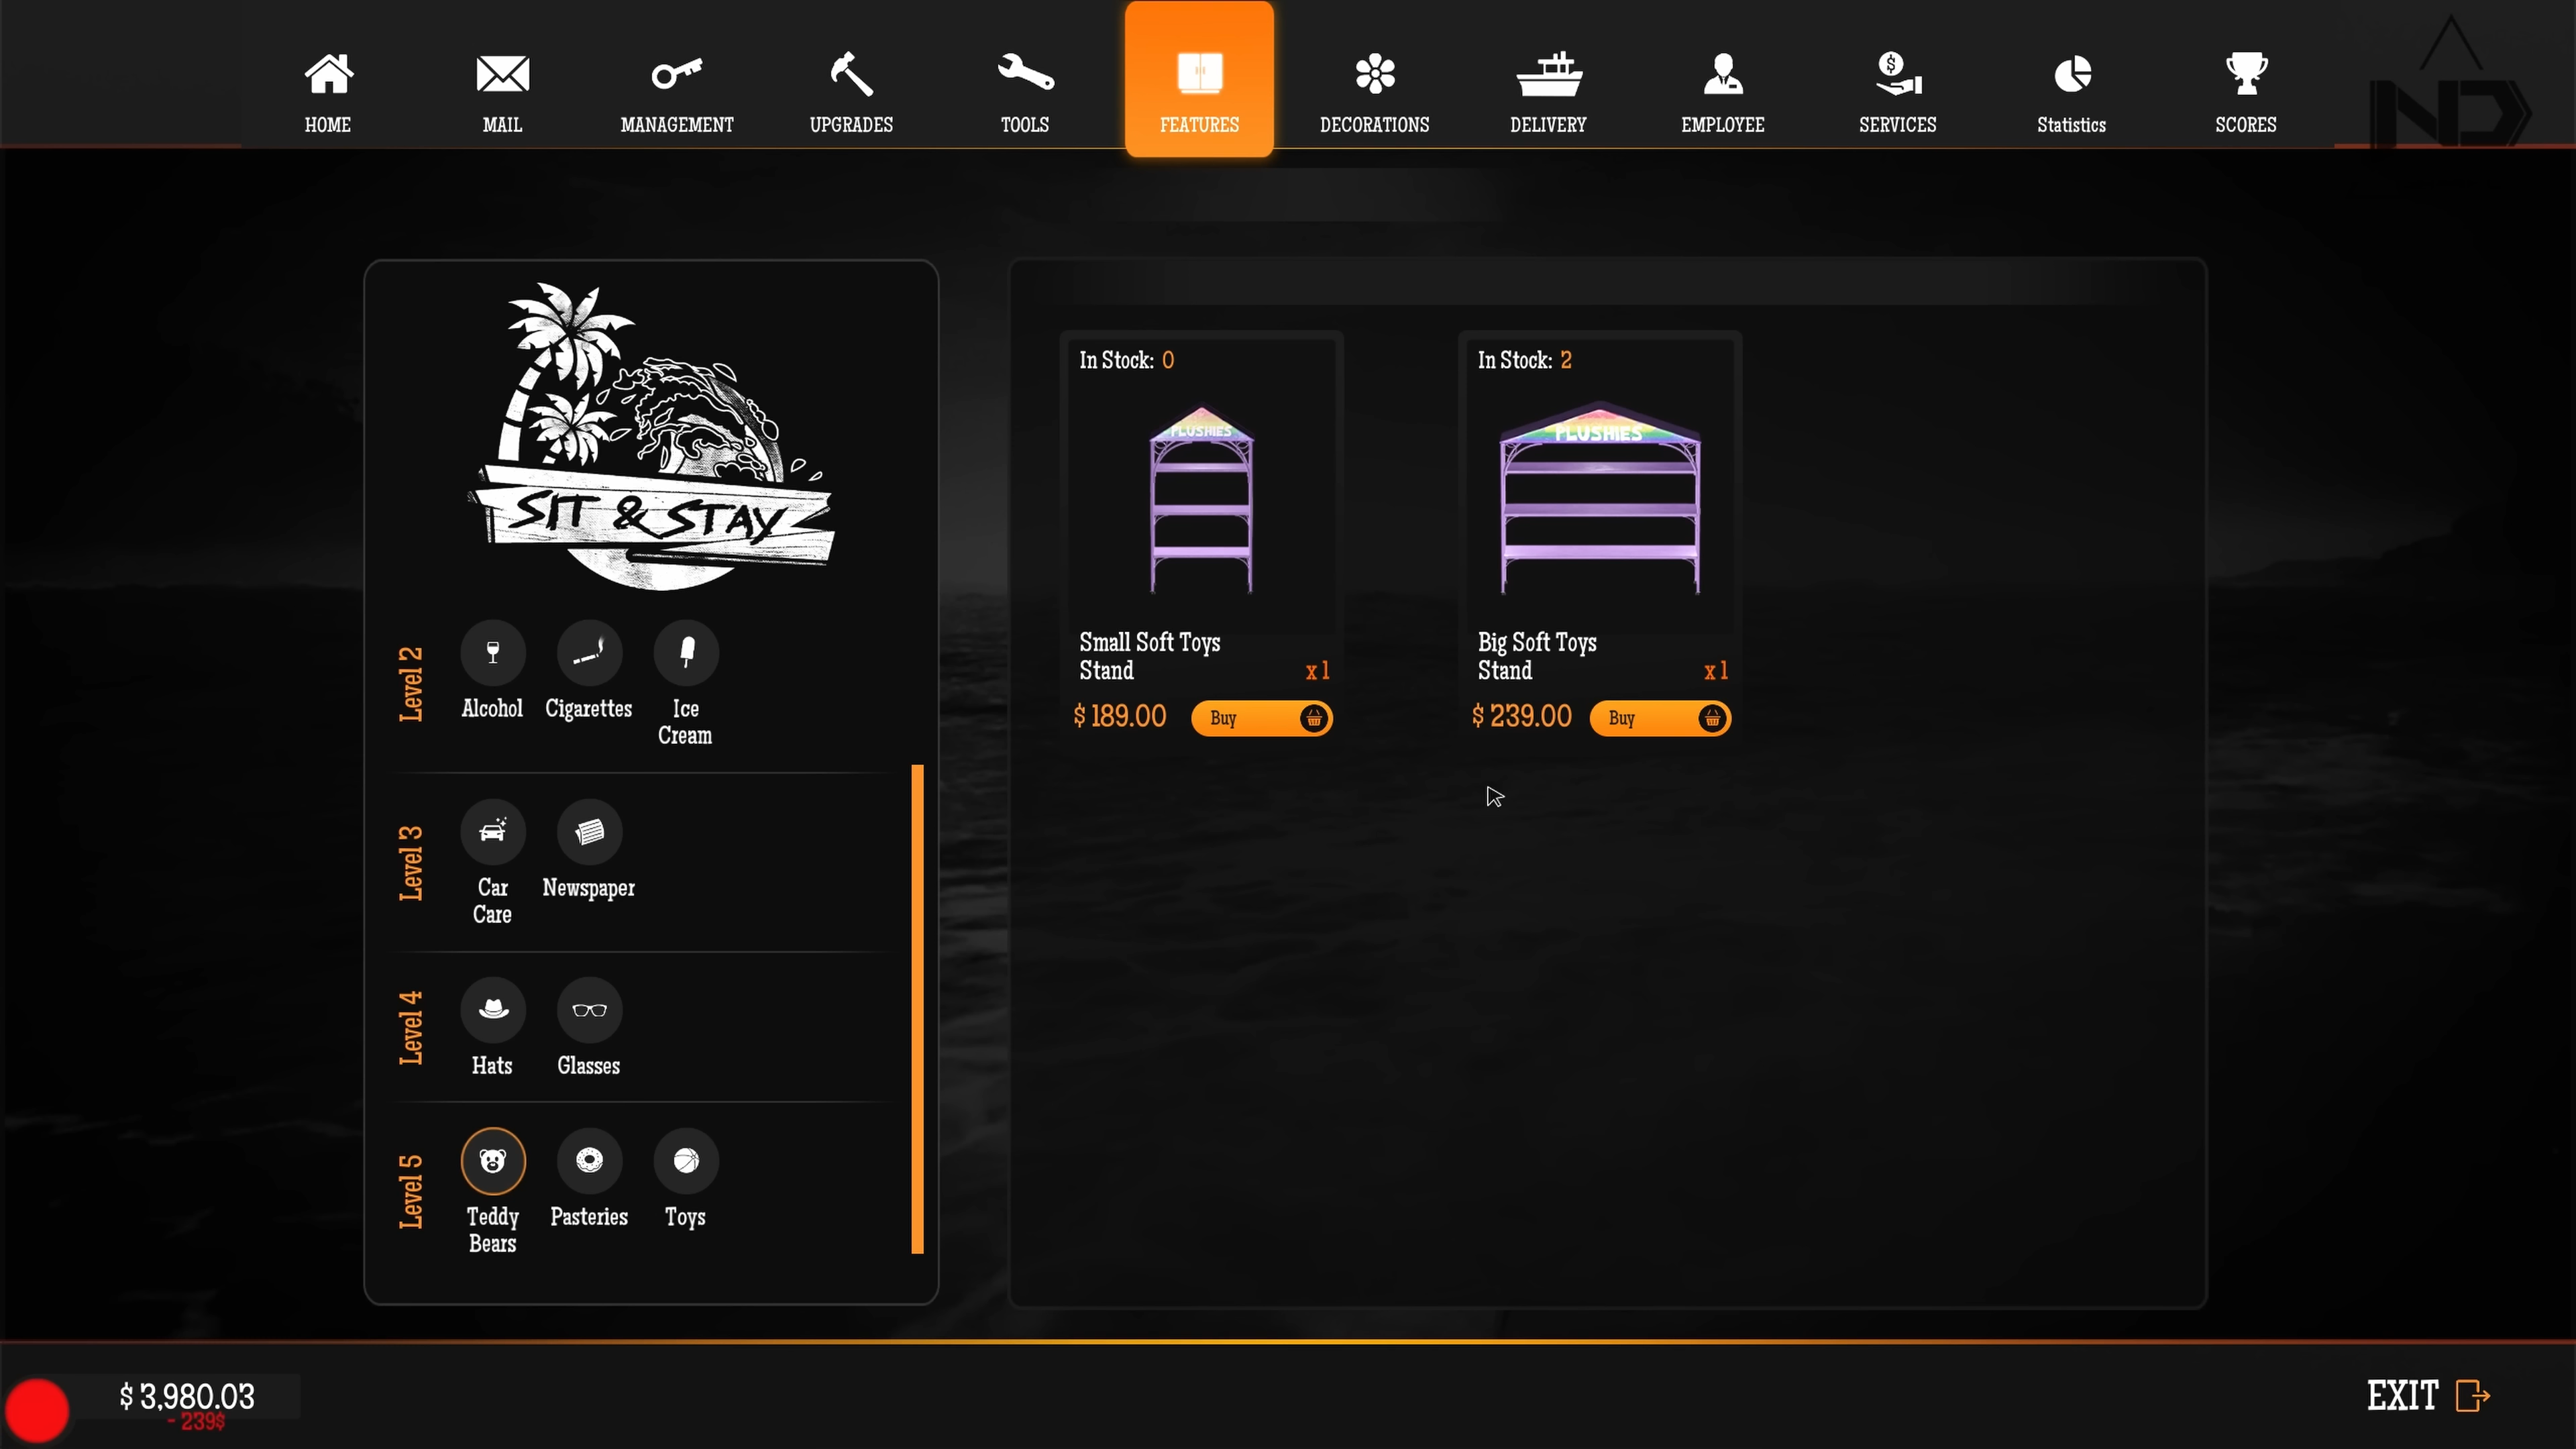 HOME
MAIL
MANAGEMENT
UPGRADES
TOOLS
FEATURES
DECORATIONS
DELIVERY
EMPLOYEE
SERVICES
Statistics
SCORES
ND
SIT & STAY
Level 2
Alcohol
Cigarettes
Ice
Cream
Level 3
Car
Care
Newspaper
Level 4
Hats
Glasses
Level 5
Teddy
Bears
Pasteries
Toys
In Stock: 0
PLUSHIES
Small Soft Toys
Stand
x 1
$ 189.00
Buy
In Stock: 2
PLUSHIES
Big Soft Toys
Stand
x 1
$ 239.00
Buy
$ 3,980.03
- 239$
EXIT